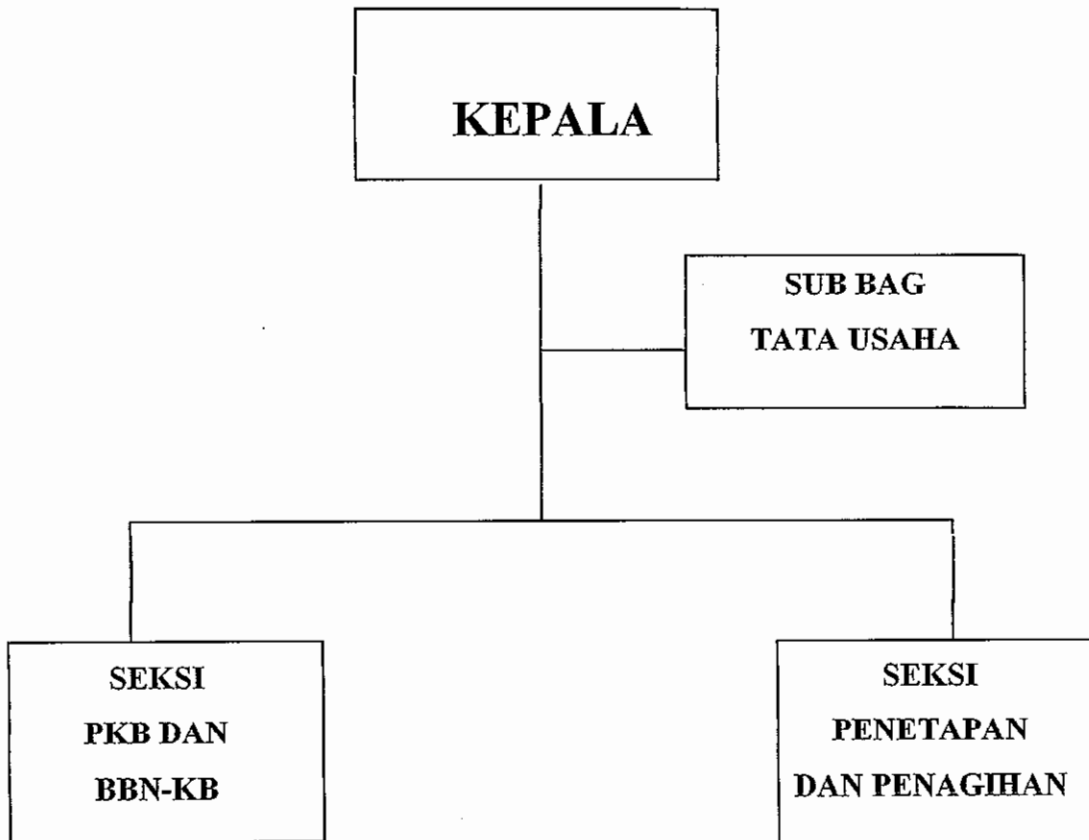 KEPALA
SUB BAG
TATA USAHA
SEKSI
PKB DAN
BBN-KB
SEKSI
PENETAPAN
DAN PENAGIHAN